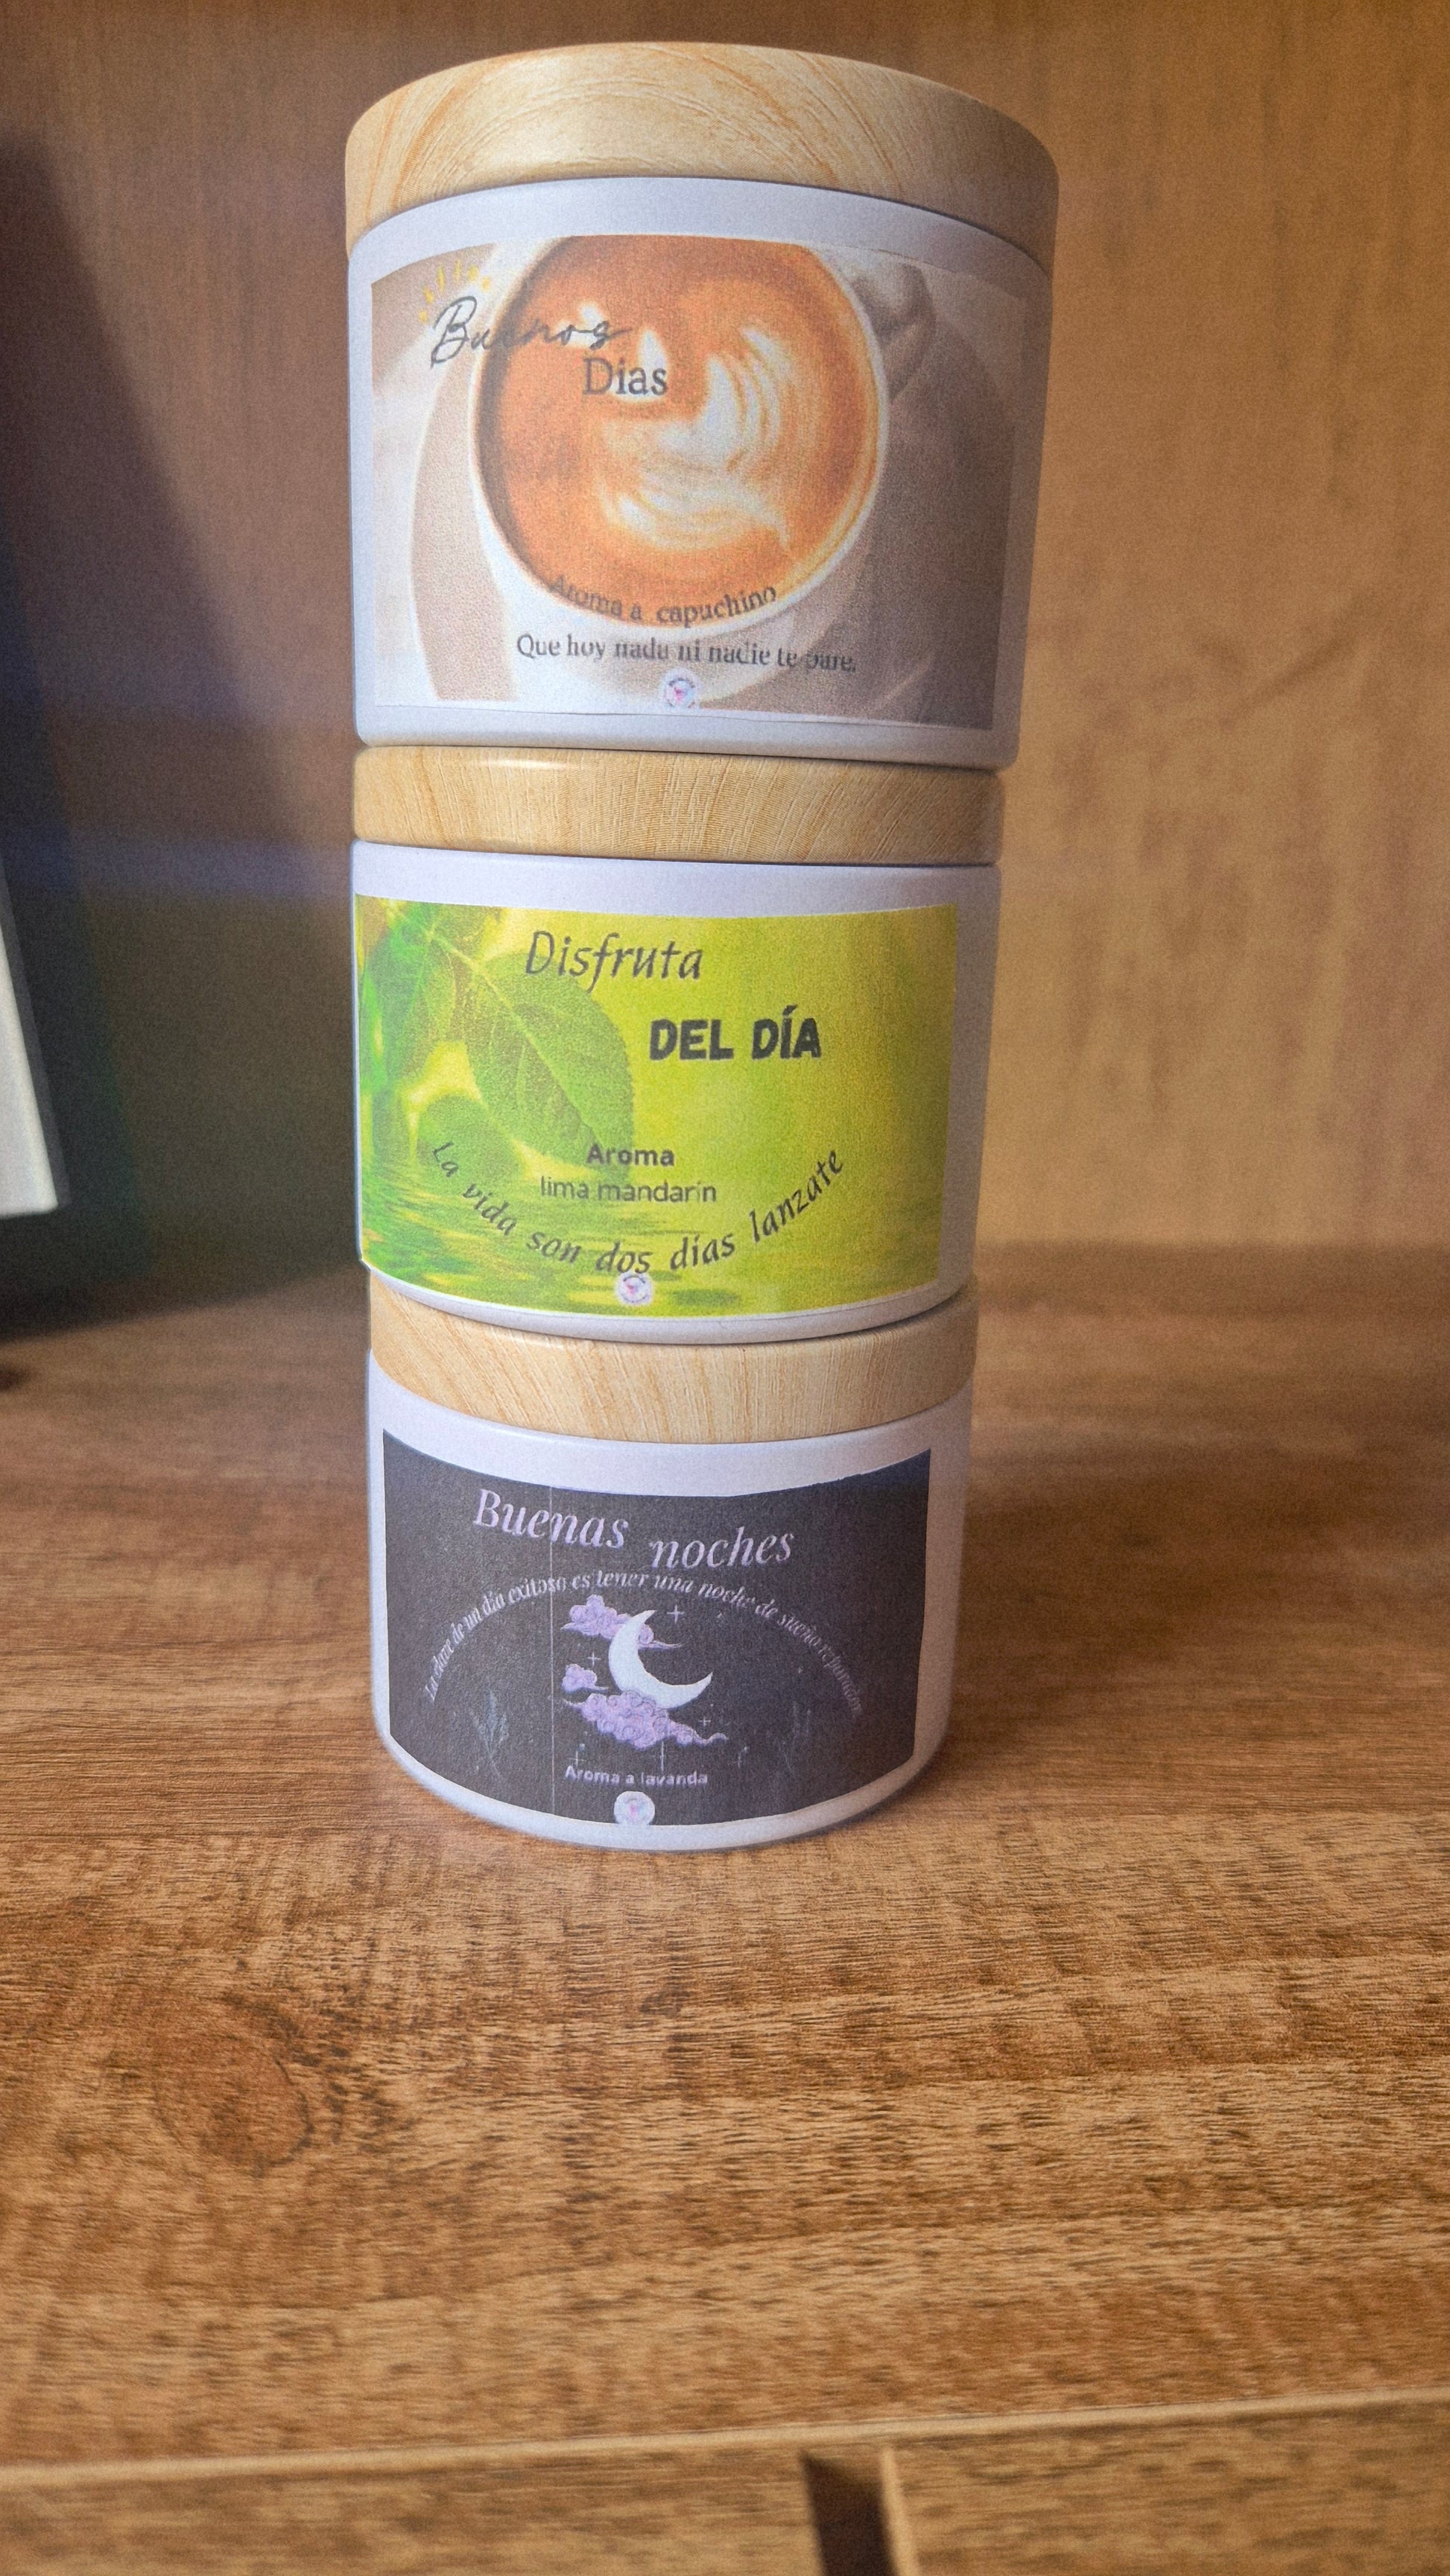 Buenos
Dias
Aroma a capuchino
Que hoy nada ni nadie te pare.
Disfruta
DEL DÍA
Aroma
lima mandarin
La vida son dos días lanzate
Buenas noches
La clave de un día exitoso es tener una noche de sueño reparador
Aroma a lavanda